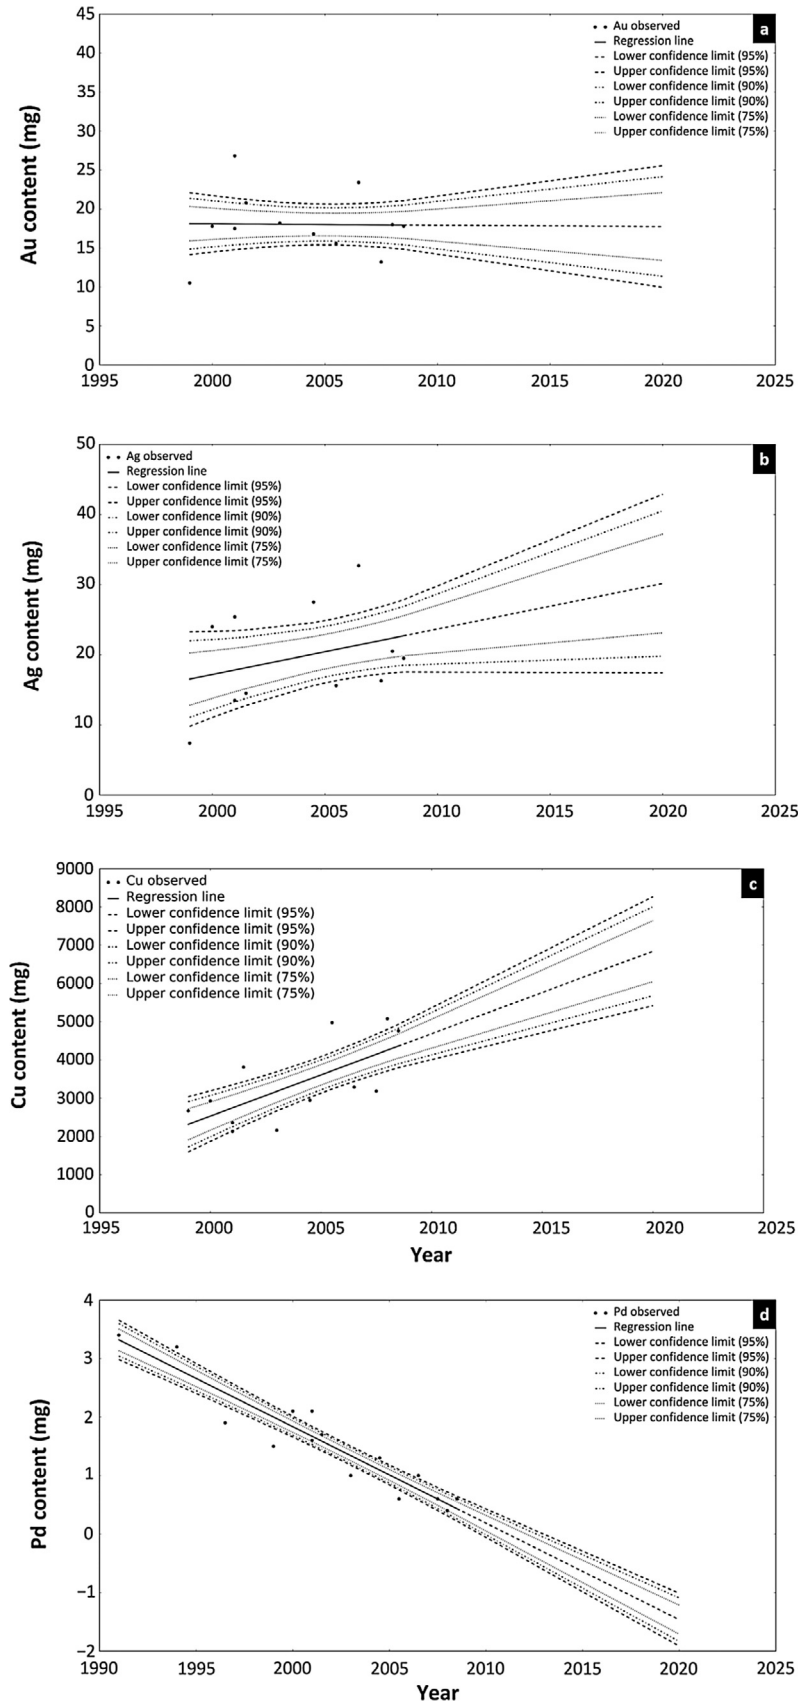 45
40
35
30
25
20
15
10
5
0
Au content (mg)
a
Au observed
Regression line
Lower confidence limit (95%)
Upper confidence limit (95%)
Lower confidence limit (90%)
Upper confidence limit (90%)
Lower confidence limit (75%)
Upper confidence limit (75%)
1995 2000 2005 2010 2015 2020 2025
50
40
30
20
10
0
Ag content (mg)
b
Ag observed
Regression line
Lower confidence limit (95%)
Upper confidence limit (95%)
Lower confidence limit (90%)
Upper confidence limit (90%)
Lower confidence limit (75%)
Upper confidence limit (75%)
1995 2000 2005 2010 2015 2020 2025
9000
8000
7000
6000
5000
4000
3000
2000
1000
0
Cu content (mg)
c
Cu observed
Regression line
Lower confidence limit (95%)
Upper confidence limit (95%)
Lower confidence limit (90%)
Upper confidence limit (90%)
Lower confidence limit (75%)
Upper confidence limit (75%)
1995 2000 2005 2010 2015 2020 2025
Year
4
3
2
1
0
−1
−2
Pd content (mg)
d
Pd observed
Regression line
Lower confidence limit (95%)
Upper confidence limit (95%)
Lower confidence limit (90%)
Upper confidence limit (90%)
Lower confidence limit (75%)
Upper confidence limit (75%)
1990 1995 2000 2005 2010 2015 2020 2025
Year